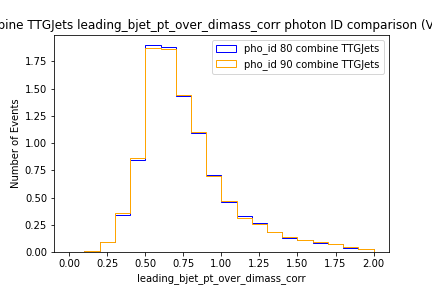 bine TTGJets leading_bjet_pt_over_dimass_corr photon ID comparison (V
pho_id 80 combine TTGJets
pho_id 90 combine TTGJets
Number of Events
1.75
1.50
1.25
1.00
0.75
0.50
0.25
0.00
0.00 0.25 0.50 0.75 1.00 1.25 1.50 1.75 2.00
leading_bjet_pt_over_dimass_corr